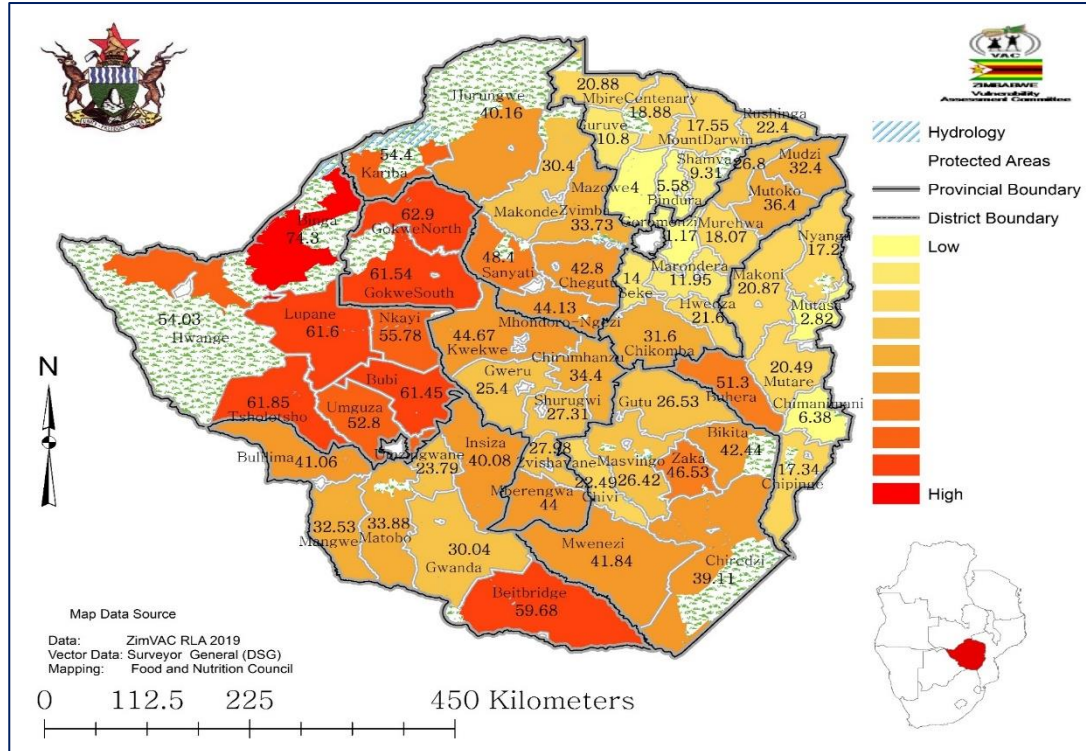 VAC
ZIMBABWE
Vulnerability
Assessment Committee
Hydrology
Protected Areas
Provincial Boundary
District Boundary
Low
High
Hurungwe
40.16
20.88
Mbire
Centenary
18.88
17.55
MountDarwin
Rushinga
22.4
Guruve
10.8
Shamva
9.31
26.8
Mudzi
32.4
54.4
Kariba
30.4
Mazowe4
5.58
Bindura
Mutoko
36.4
Binga
74.3
62.9
GokweNorth
Makonde
Zvimba
33.73
Goromonzi
Murehwa
18.07
Nyanga
17.2
61.54
GokweSouth
48.4
Sanyati
42.8
Chegutu
14
Seke
Marondera
11.95
Makoni
20.87
54.03
Hwange
Lupane
61.6
Nkayi
55.78
44.13
Mhondoro-Ngezi
Hwedza
21.6
Mutasa
2.82
44.67
Kwekwe
Chirumhanzu
34.4
31.6
Chikomba
Gweru
25.4
20.49
Mutare
61.85
Tsholotsho
Umguza
52.8
Bubi
61.45
Shurugwi
27.31
Gutu 26.53
51.3
Buhera
Chimanimani
6.38
Bulilima
41.06
Umzingwane
23.79
Insiza
40.08
27.98
Zvishavane
Masvingo
26.42
Zaka
46.53
Bikita
42.44
22.49
Chivi
17.34
Chipinge
32.53
Mangwe
33.88
Matobo
30.04
Gwanda
Mberengwa
44
Mwenezi
41.84
Chiredzi
39.11
Beitbridge
59.68
N
Map Data Source
Data: ZimVAC RLA 2019
Vector Data: Surveyor General (DSG)
Mapping: Food and Nutrition Council
0 112.5 225 450 Kilometers